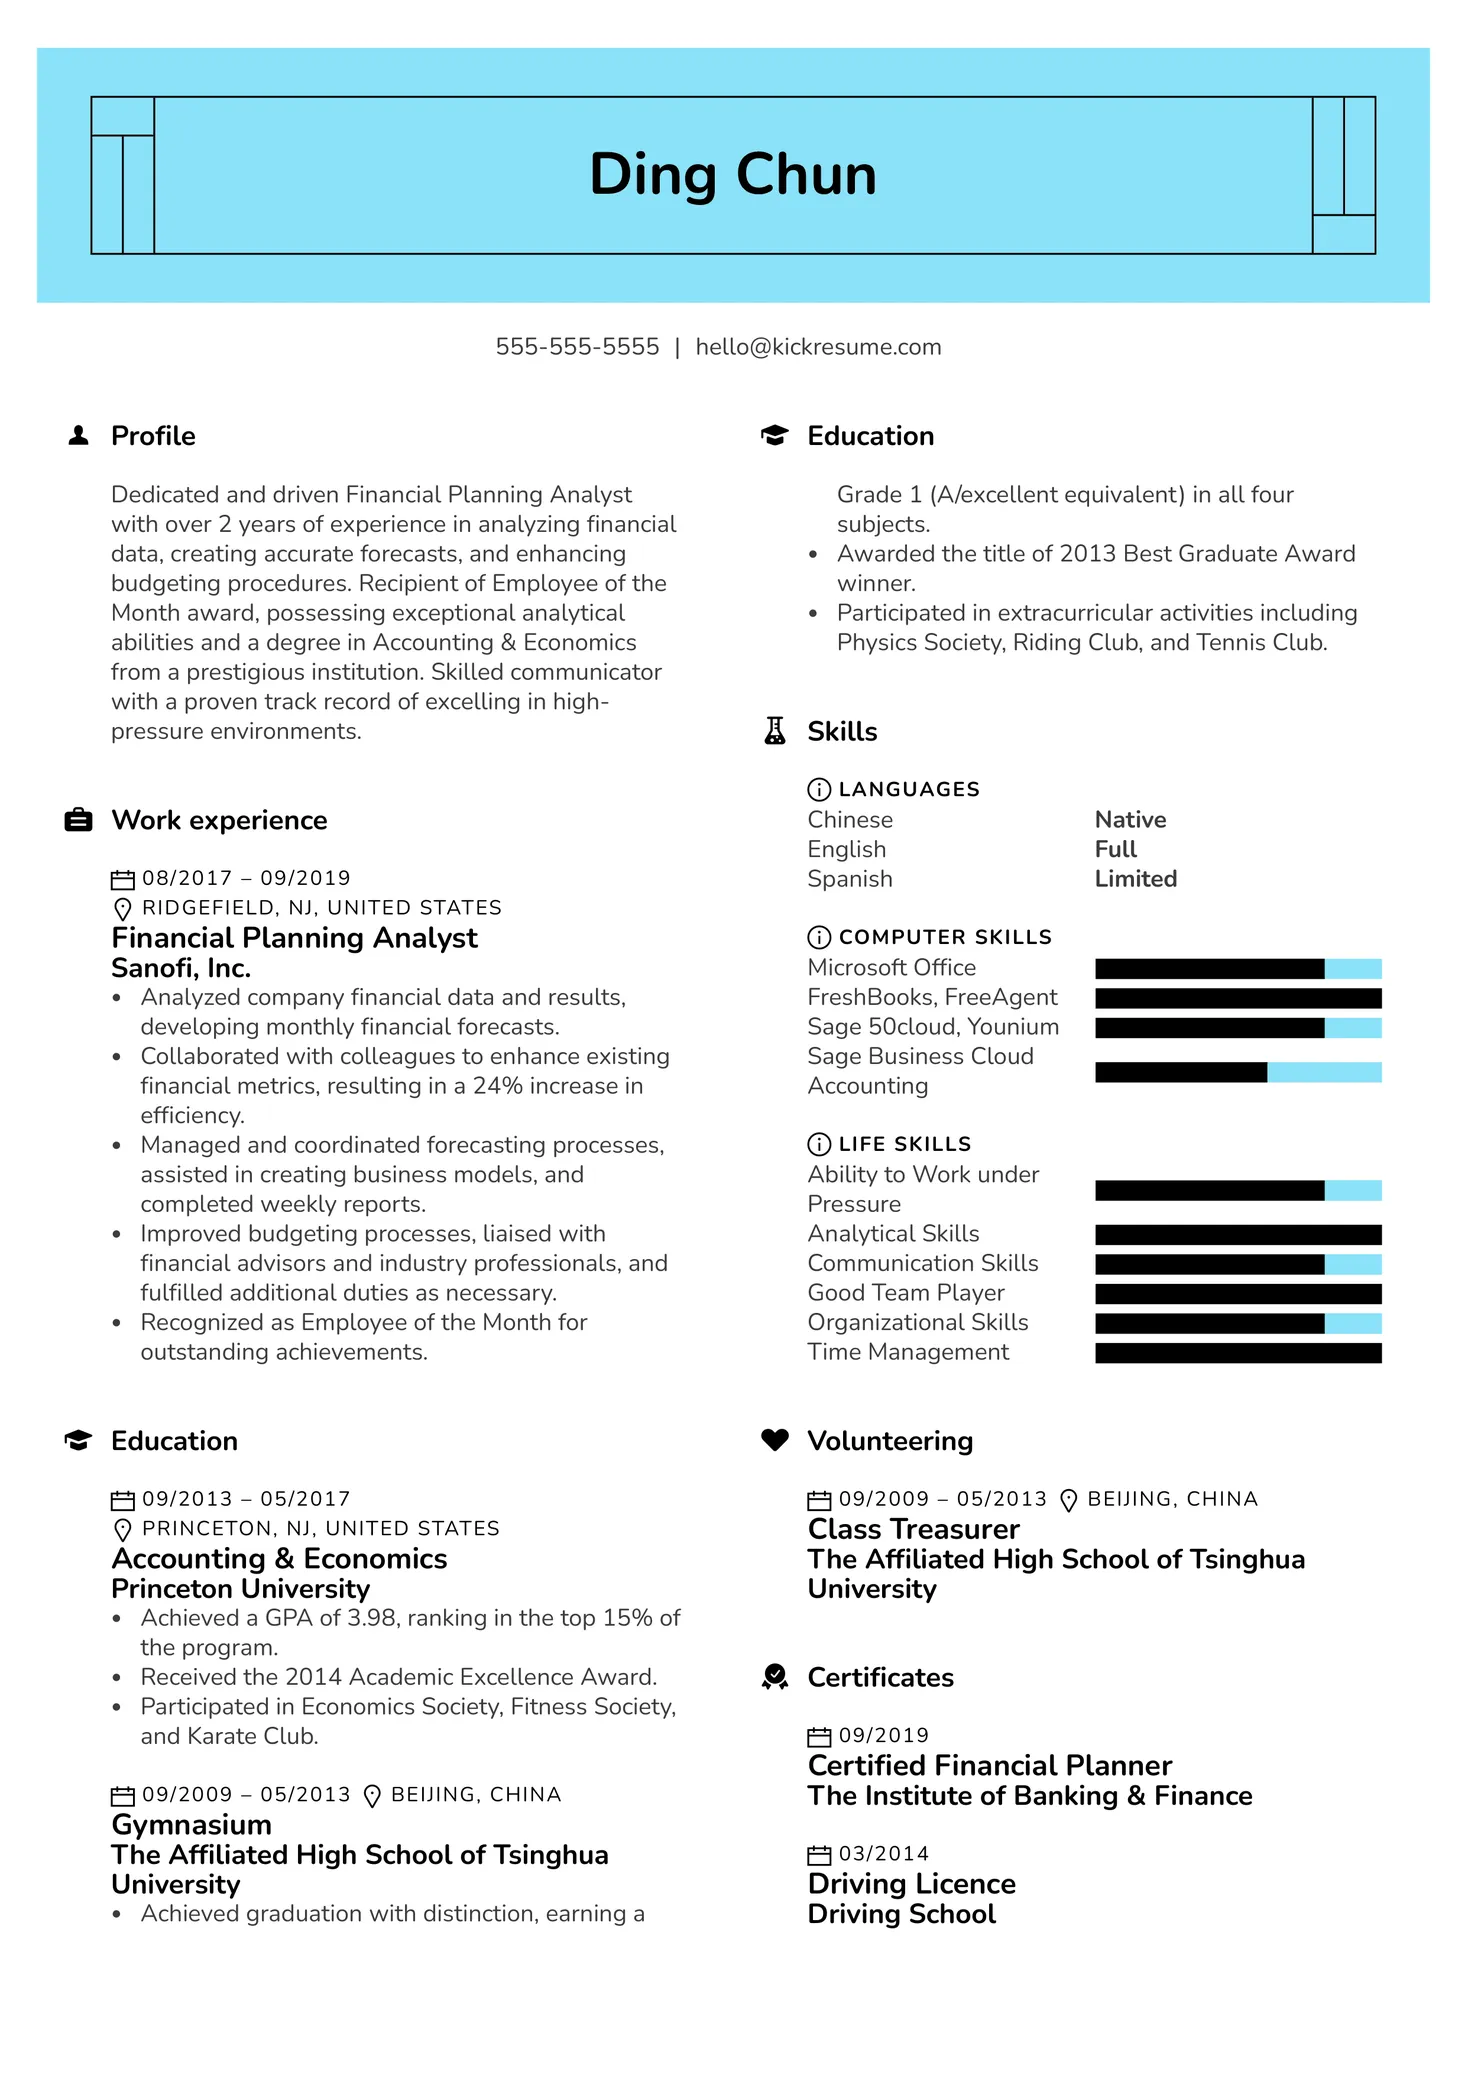 Ding Chun
555-555-5555 | hello@kickresume.com
Profile
Dedicated and driven Financial Planning Analyst
with over 2 years of experience in analyzing financial
data, creating accurate forecasts, and enhancing
budgeting procedures. Recipient of Employee of the
Month award, possessing exceptional analytical
abilities and a degree in Accounting & Economics
from a prestigious institution. Skilled communicator
with a proven track record of excelling in high-
pressure environments.
Work experience
08/2017 – 09/2019
RIDGEFIELD, NJ, UNITED STATES
Financial Planning Analyst
Sanofi, Inc.
• Analyzed company financial data and results,
developing monthly financial forecasts.
• Collaborated with colleagues to enhance existing
financial metrics, resulting in a 24% increase in
efficiency.
• Managed and coordinated forecasting processes,
assisted in creating business models, and
completed weekly reports.
• Improved budgeting processes, liaised with
financial advisors and industry professionals, and
fulfilled additional duties as necessary.
• Recognized as Employee of the Month for
outstanding achievements.
Education
09/2013 – 05/2017
PRINCETON, NJ, UNITED STATES
Accounting & Economics
Princeton University
• Achieved a GPA of 3.98, ranking in the top 15% of
the program.
• Received the 2014 Academic Excellence Award.
• Participated in Economics Society, Fitness Society,
and Karate Club.
09/2009 – 05/2013 BEIJING, CHINA
Gymnasium
The Affiliated High School of Tsinghua
University
• Achieved graduation with distinction, earning a
Education
Grade 1 (A/excellent equivalent) in all four
subjects.
• Awarded the title of 2013 Best Graduate Award
winner.
• Participated in extracurricular activities including
Physics Society, Riding Club, and Tennis Club.
Skills
LANGUAGES
Chinese Native
English Full
Spanish Limited
COMPUTER SKILLS
Microsoft Office
FreshBooks, FreeAgent
Sage 50cloud, Younium
Sage Business Cloud
Accounting
LIFE SKILLS
Ability to Work under
Pressure
Analytical Skills
Communication Skills
Good Team Player
Organizational Skills
Time Management
Volunteering
09/2009 – 05/2013 BEIJING, CHINA
Class Treasurer
The Affiliated High School of Tsinghua
University
Certificates
09/2019
Certified Financial Planner
The Institute of Banking & Finance
03/2014
Driving Licence
Driving School